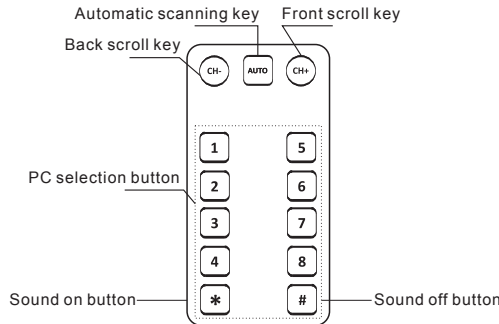 Automatic scanning key
Front scroll key
Back scroll key
CH-
AUTO
CH+
1
5
2
6
PC selection button
3
7
4
8
Sound on button
*
#
Sound off button